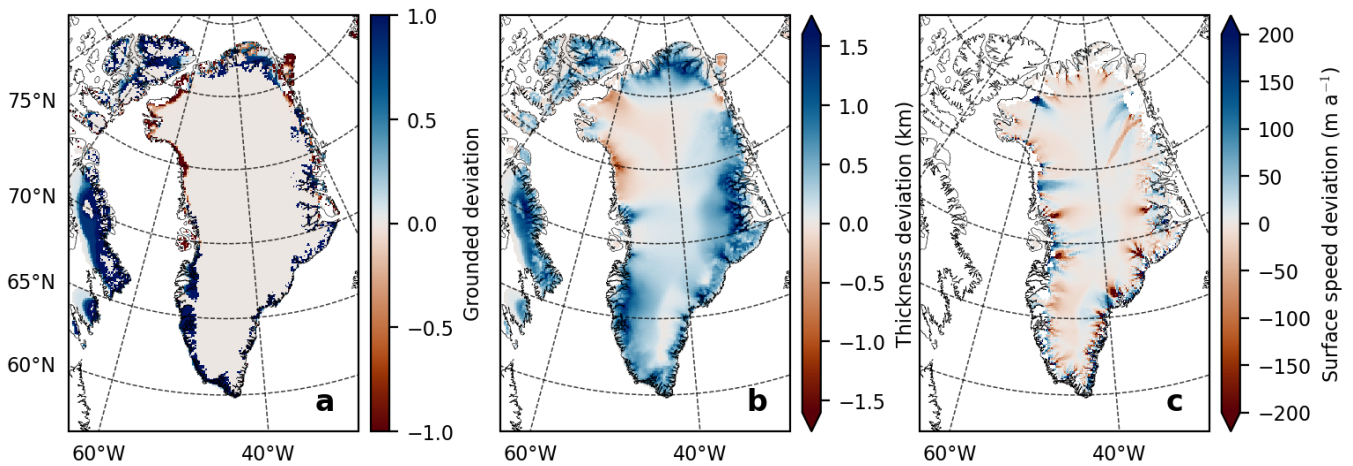 75°N
70°N
65°N
60°N
60°W
40°W
a
1.0
0.5
0.0
−0.5
−1.0
Grounded deviation
60°W
40°W
b
1.5
1.0
0.5
0.0
−0.5
−1.0
−1.5
Thickness deviation (km)
60°W
40°W
c
200
150
100
50
0
−50
−100
−150
−200
Surface speed deviation (m a⁻¹)